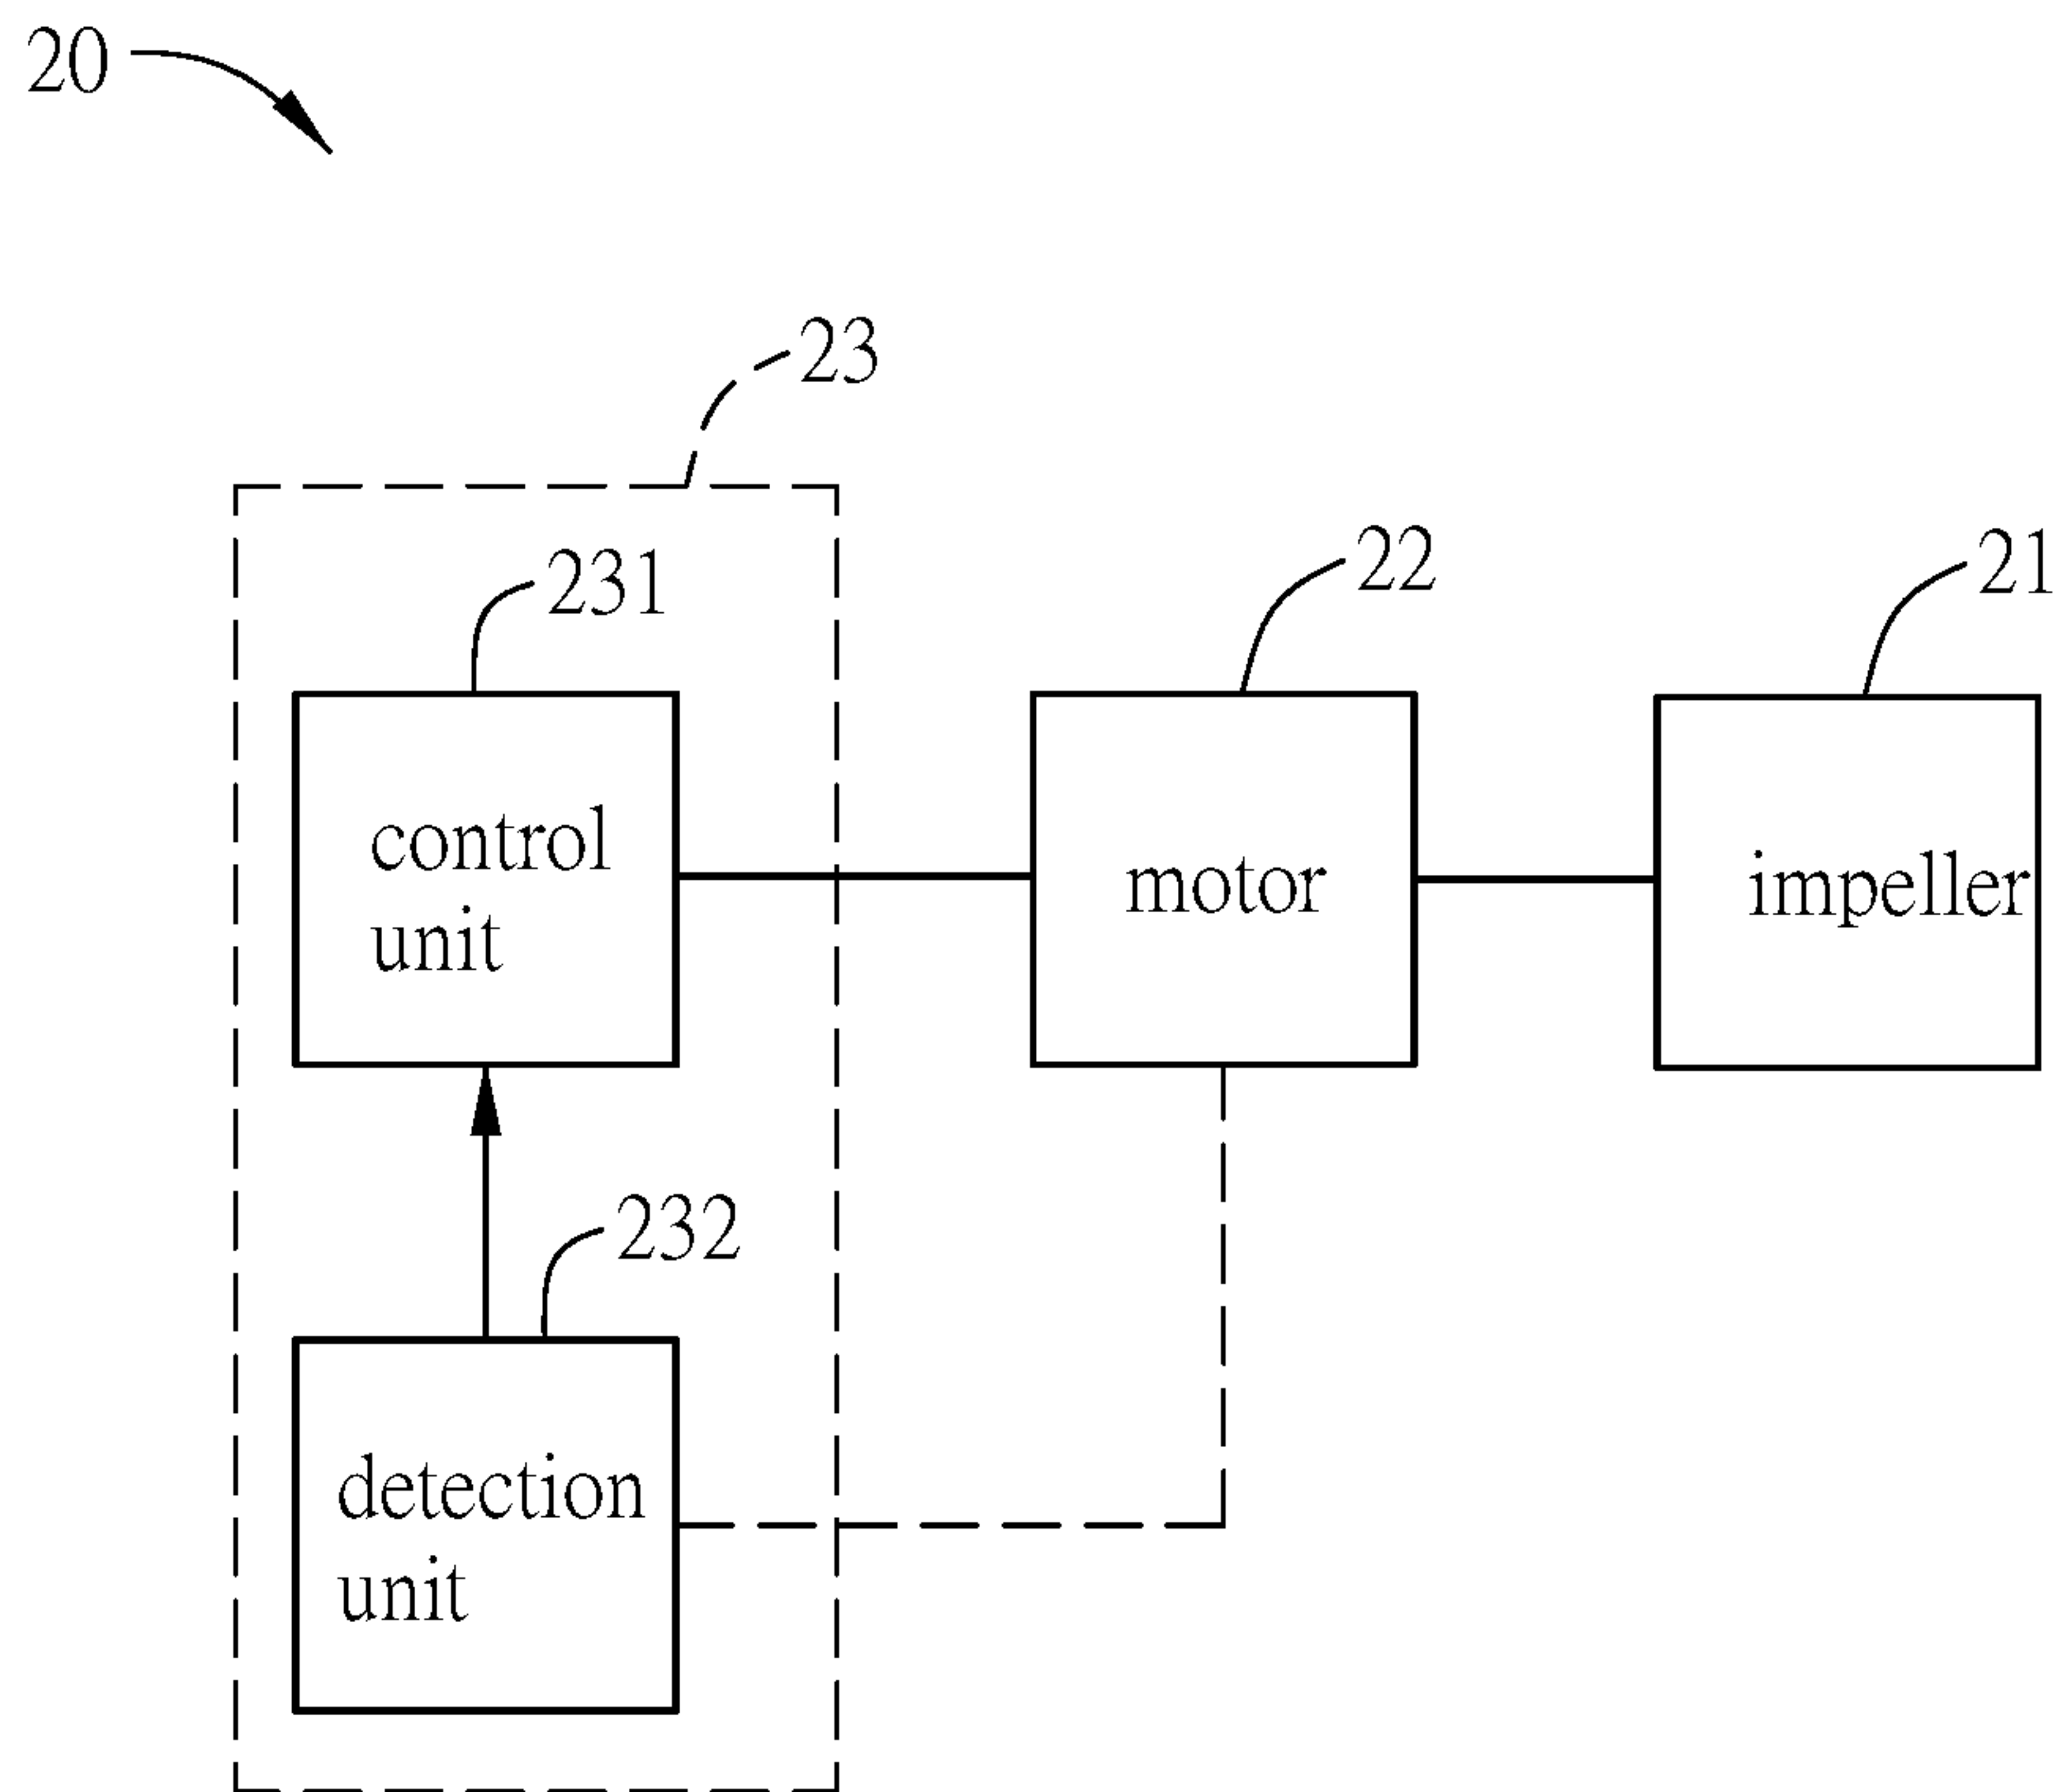 20
23
231
22
21
control
unit
motor
impeller
232
detection
unit